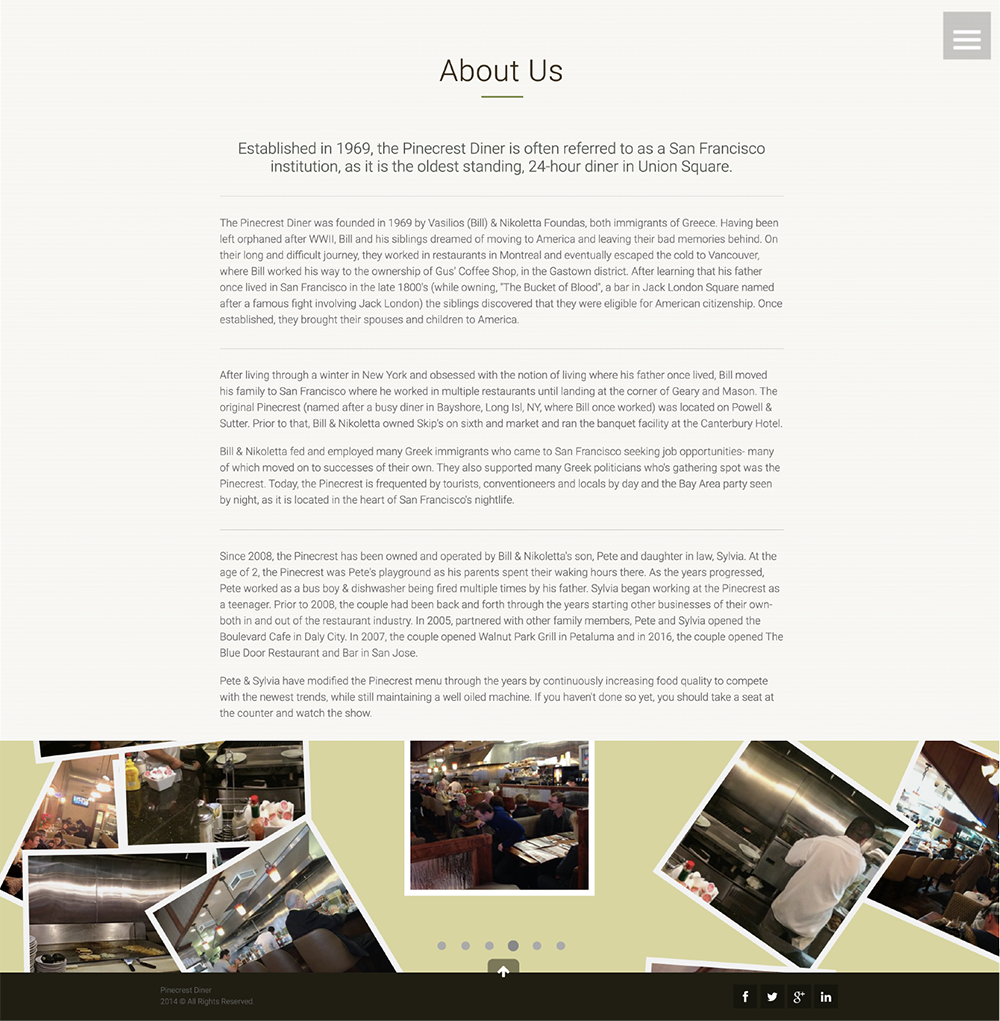 About Us
Established in 1969, the Pinecrest Diner is often referred to as a San Francisco
institution, as it is the oldest standing, 24-hour diner in Union Square.
The Pinecrest Diner was founded in 1969 by Vasilios (Bill) & Nikoletta Foundas, both immigrants of Greece. Having been
left orphaned after WWII, Bill and his siblings dreamed of moving to America and leaving their bad memories behind. On
their long and difficult journey, they worked in restaurants in Montreal and eventually escaped the cold to Vancouver,
where Bill worked his way to the ownership of Gus' Coffee Shop, in the Gastown district. After learning that his father
once lived in San Francisco in the late 1800's (while owning, "The Bucket of Blood", a bar in Jack London Square named
after a famous fight involving Jack London) the siblings discovered that they were eligible for American citizenship. Once
established, they brought their spouses and children to America.
After living through a winter in New York and obsessed with the notion of living where his father once lived, Bill moved
his family to San Francisco where he worked in multiple restaurants until landing at the corner of Geary and Mason. The
original Pinecrest (named after a busy diner in Bayshore, Long Isl, NY, where Bill once worked) was located on Powell &
Sutter. Prior to that, Bill & Nikoletta owned Skip's on sixth and market and ran the banquet facility at the Canterbury Hotel.
Bill & Nikoletta fed and employed many Greek immigrants who came to San Francisco seeking job opportunities- many
of which moved on to successes of their own. They also supported many Greek politicians who's gathering spot was the
Pinecrest. Today, the Pinecrest is frequented by tourists, conventioneers and locals by day and the Bay Area party seen
by night, as it is located in the heart of San Francisco's nightlife.
Since 2008, the Pinecrest has been owned and operated by Bill & Nikoletta's son, Pete and daughter in law, Sylvia. At the
age of 2, the Pinecrest was Pete's playground as his parents spent their waking hours there. As the years progressed,
Pete worked as a bus boy & dishwasher being fired multiple times by his father. Sylvia began working at the Pinecrest as
a teenager. Prior to 2008, the couple had been back and forth through the years starting other businesses of their own-
both in and out of the restaurant industry. In 2005, partnered with other family members, Pete and Sylvia opened the
Boulevard Cafe in Daly City. In 2007, the couple opened Walnut Park Grill in Petaluma and in 2016, the couple opened The
Blue Door Restaurant and Bar in San Jose.
Pete & Sylvia have modified the Pinecrest menu through the years by continuously increasing food quality to compete
with the newest trends, while still maintaining a well oiled machine. If you haven't done so yet, you should take a seat at
the counter and watch the show.
Pinecrest Diner
2014 © All Rights Reserved.